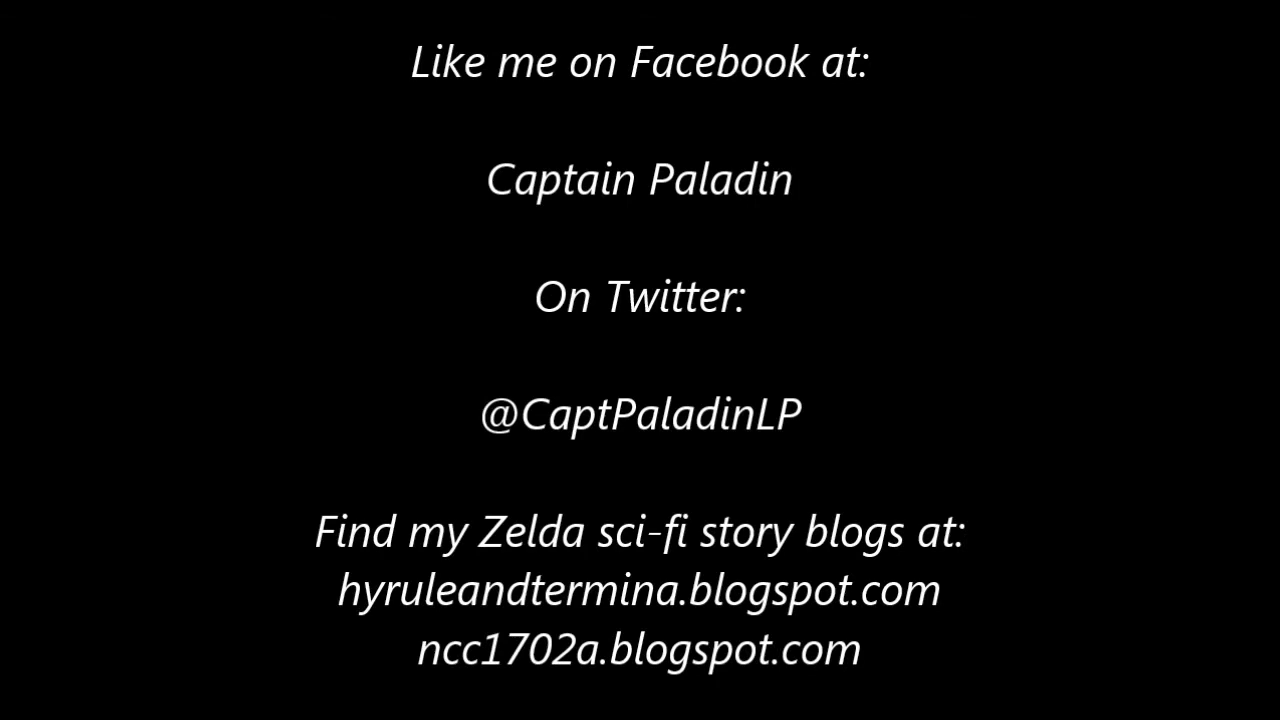 Like me on Facebook at:
Captain Paladin
On Twitter:
@CaptPaladinLP
Find my Zelda sci-fi story blogs at:
hyruleandtermina.blogspot.com
ncc1702a.blogspot.com